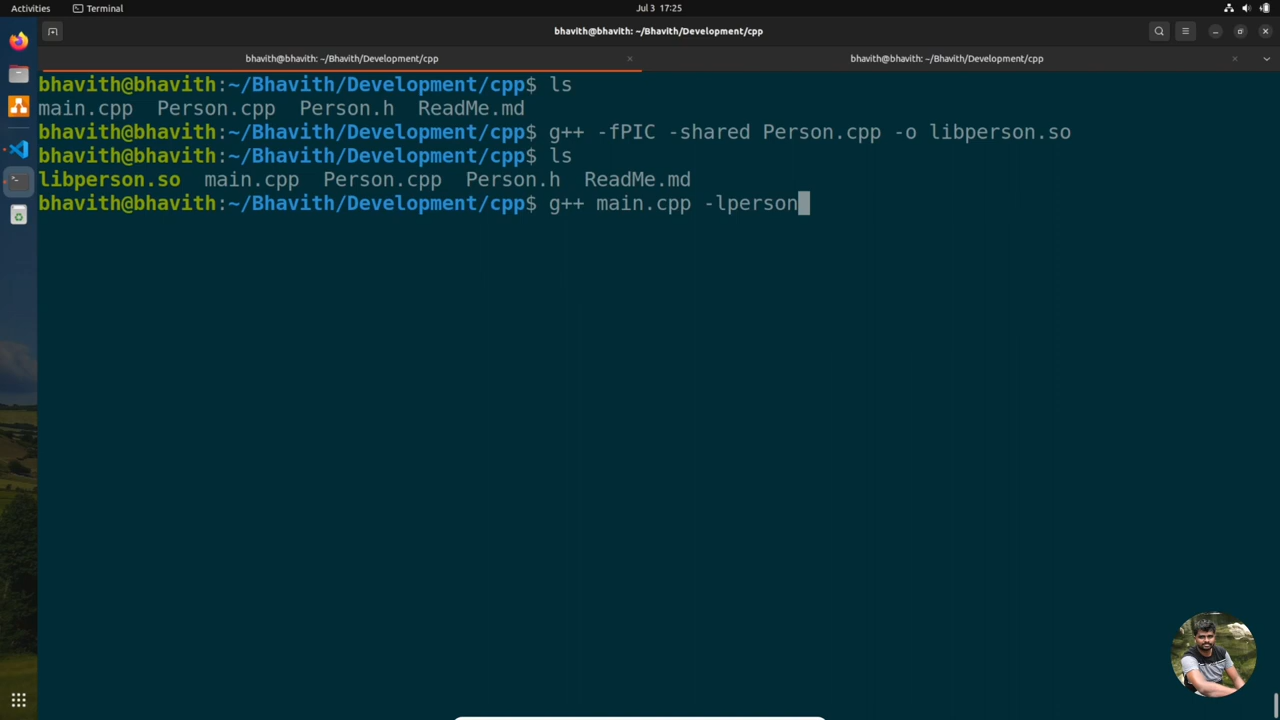 Activities Terminal Jul 3 17:25
bhavith@bhavith: ~/Bhavith/Development/cpp
bhavith@bhavith: ~/Bhavith/Development/cpp bhavith@bhavith: ~/Bhavith/Development/cpp
bhavith@bhavith:~/Bhavith/Development/cpp$ ls
main.cpp Person.cpp Person.h ReadMe.md
bhavith@bhavith:~/Bhavith/Development/cpp$ g++ -fPIC -shared Person.cpp -o libperson.so
bhavith@bhavith:~/Bhavith/Development/cpp$ ls
libperson.so main.cpp Person.cpp Person.h ReadMe.md
bhavith@bhavith:~/Bhavith/Development/cpp$ g++ main.cpp -lperson